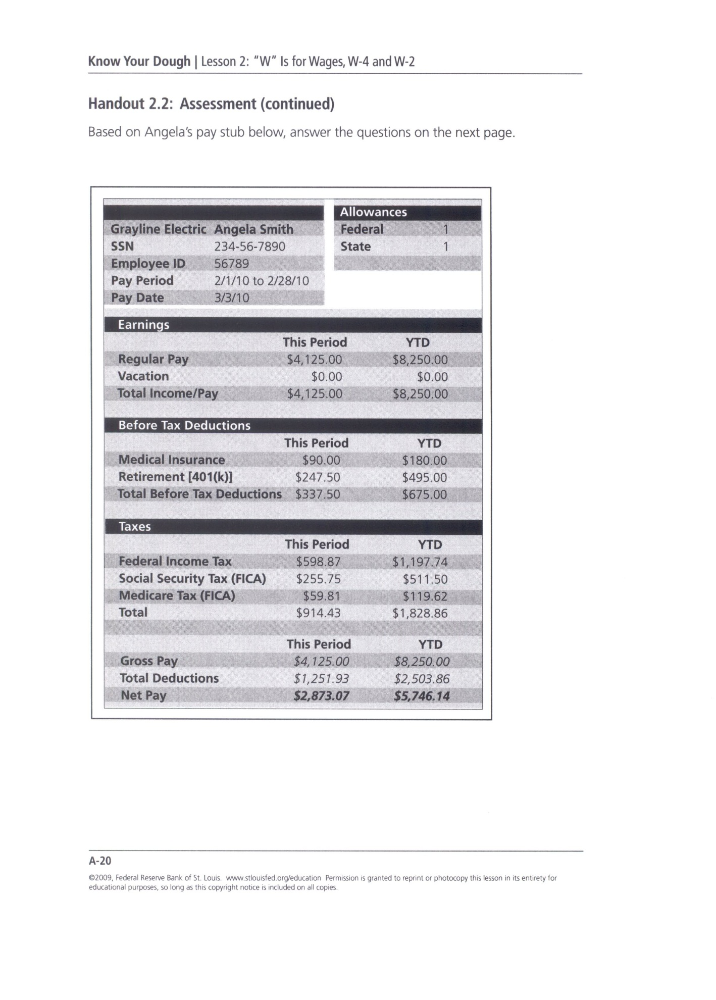 Know Your Dough | Lesson 2: "W" Is for Wages, W-4 and W-2
Handout 2.2: Assessment (continued)
Based on Angela's pay stub below, answer the questions on the next page.
Grayline Electric Angela Smith
SSN 234-56-7890
Employee ID 56789
Pay Period 2/1/10 to 2/28/10
Pay Date 3/3/10
Allowances
Federal 1
State 1
Earnings
This Period YTD
Regular Pay $4,125.00 $8,250.00
Vacation $0.00 $0.00
Total Income/Pay $4,125.00 $8,250.00
Before Tax Deductions
This Period YTD
Medical Insurance $90.00 $180.00
Retirement [401(k)] $247.50 $495.00
Total Before Tax Deductions $337.50 $675.00
Taxes
This Period YTD
Federal Income Tax $598.87 $1,197.74
Social Security Tax (FICA) $255.75 $511.50
Medicare Tax (FICA) $59.81 $119.62
Total $914.43 $1,828.86
This Period YTD
Gross Pay $4,125.00 $8,250.00
Total Deductions $1,251.93 $2,503.86
Net Pay $2,873.07 $5,746.14
A-20
©2009, Federal Reserve Bank of St. Louis. www.stlouisfed.org/education Permission is granted to reprint or photocopy this lesson in its entirety for
educational purposes, so long as this copyright notice is included on all copies.